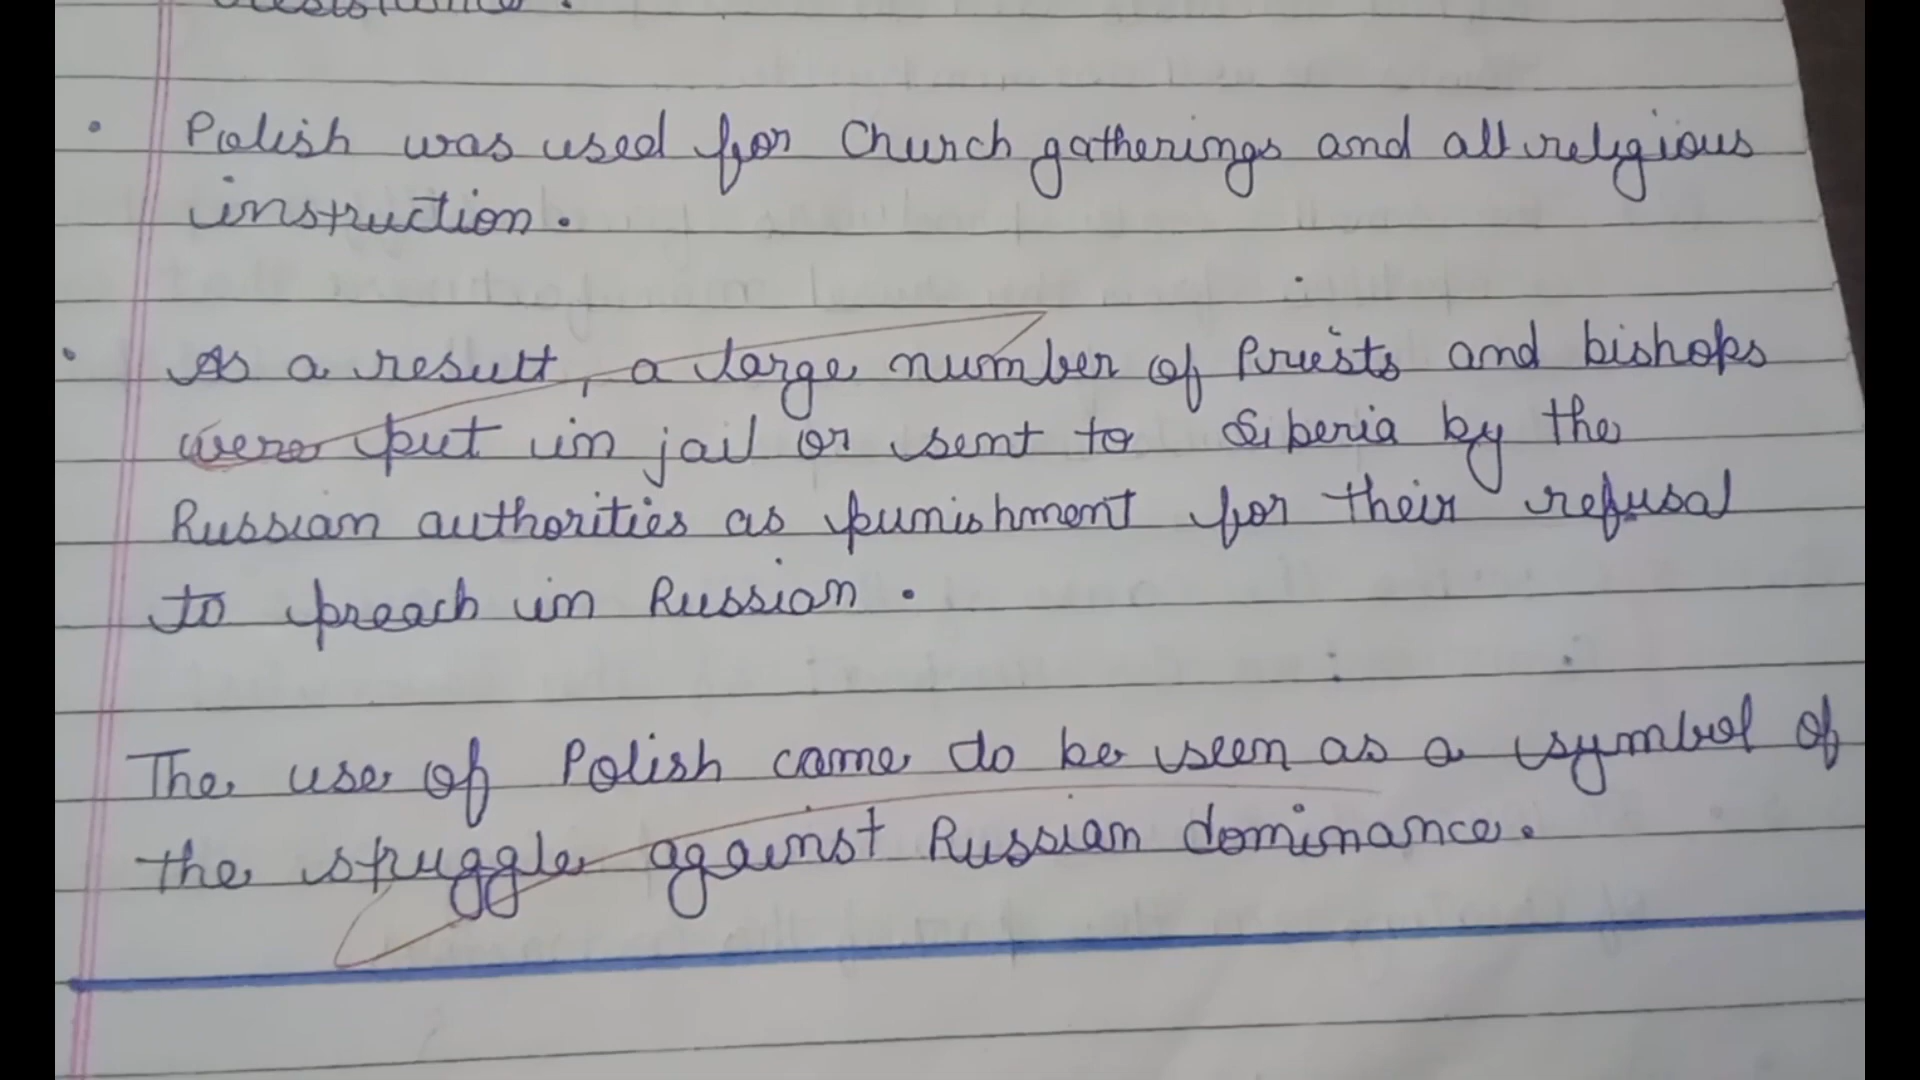 • Polish was used for Church gatherings and all religious
instruction.
• As a result, a large number of Priests and bishops
were put in jail or sent to Siberia by the
Russian authorities as punishment for their refusal
to preach in Russian.
The use of Polish came to be seen as a symbol of
the struggle against Russian dominance.